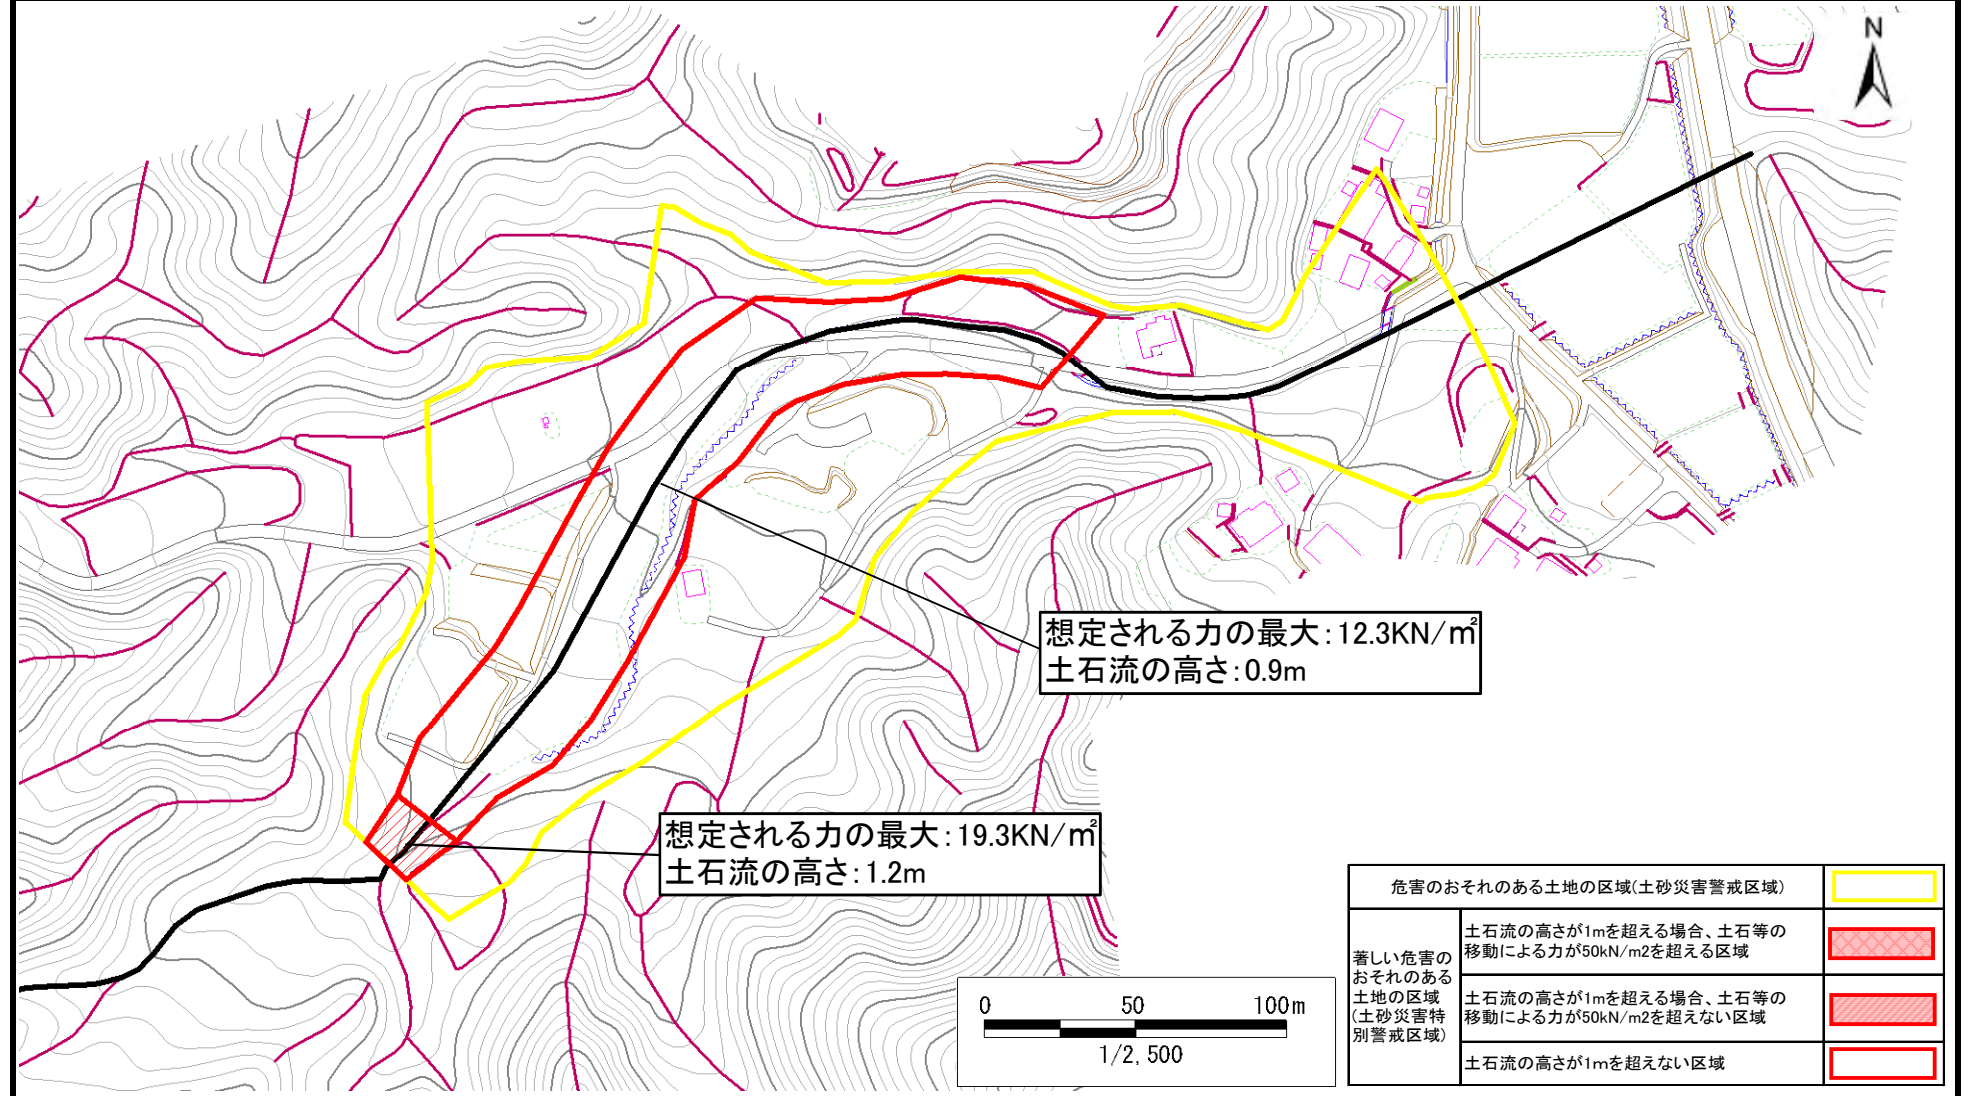 N
想定される力の最大:12.3KN/㎡
土石流の高さ:0.9m
想定される力の最大:19.3KN/㎡
土石流の高さ:1.2m
0 50 100m
1/2,500
危害のおそれのある土地の区域(土砂災害警戒区域)
著しい危害の
おそれのある
土地の区域
(土砂災害特
別警戒区域)
土石流の高さが1mを超える場合、土石等の
移動による力が50kN/m2を超える区域
土石流の高さが1mを超える場合、土石等の
移動による力が50kN/m2を超えない区域
土石流の高さが1mを超えない区域